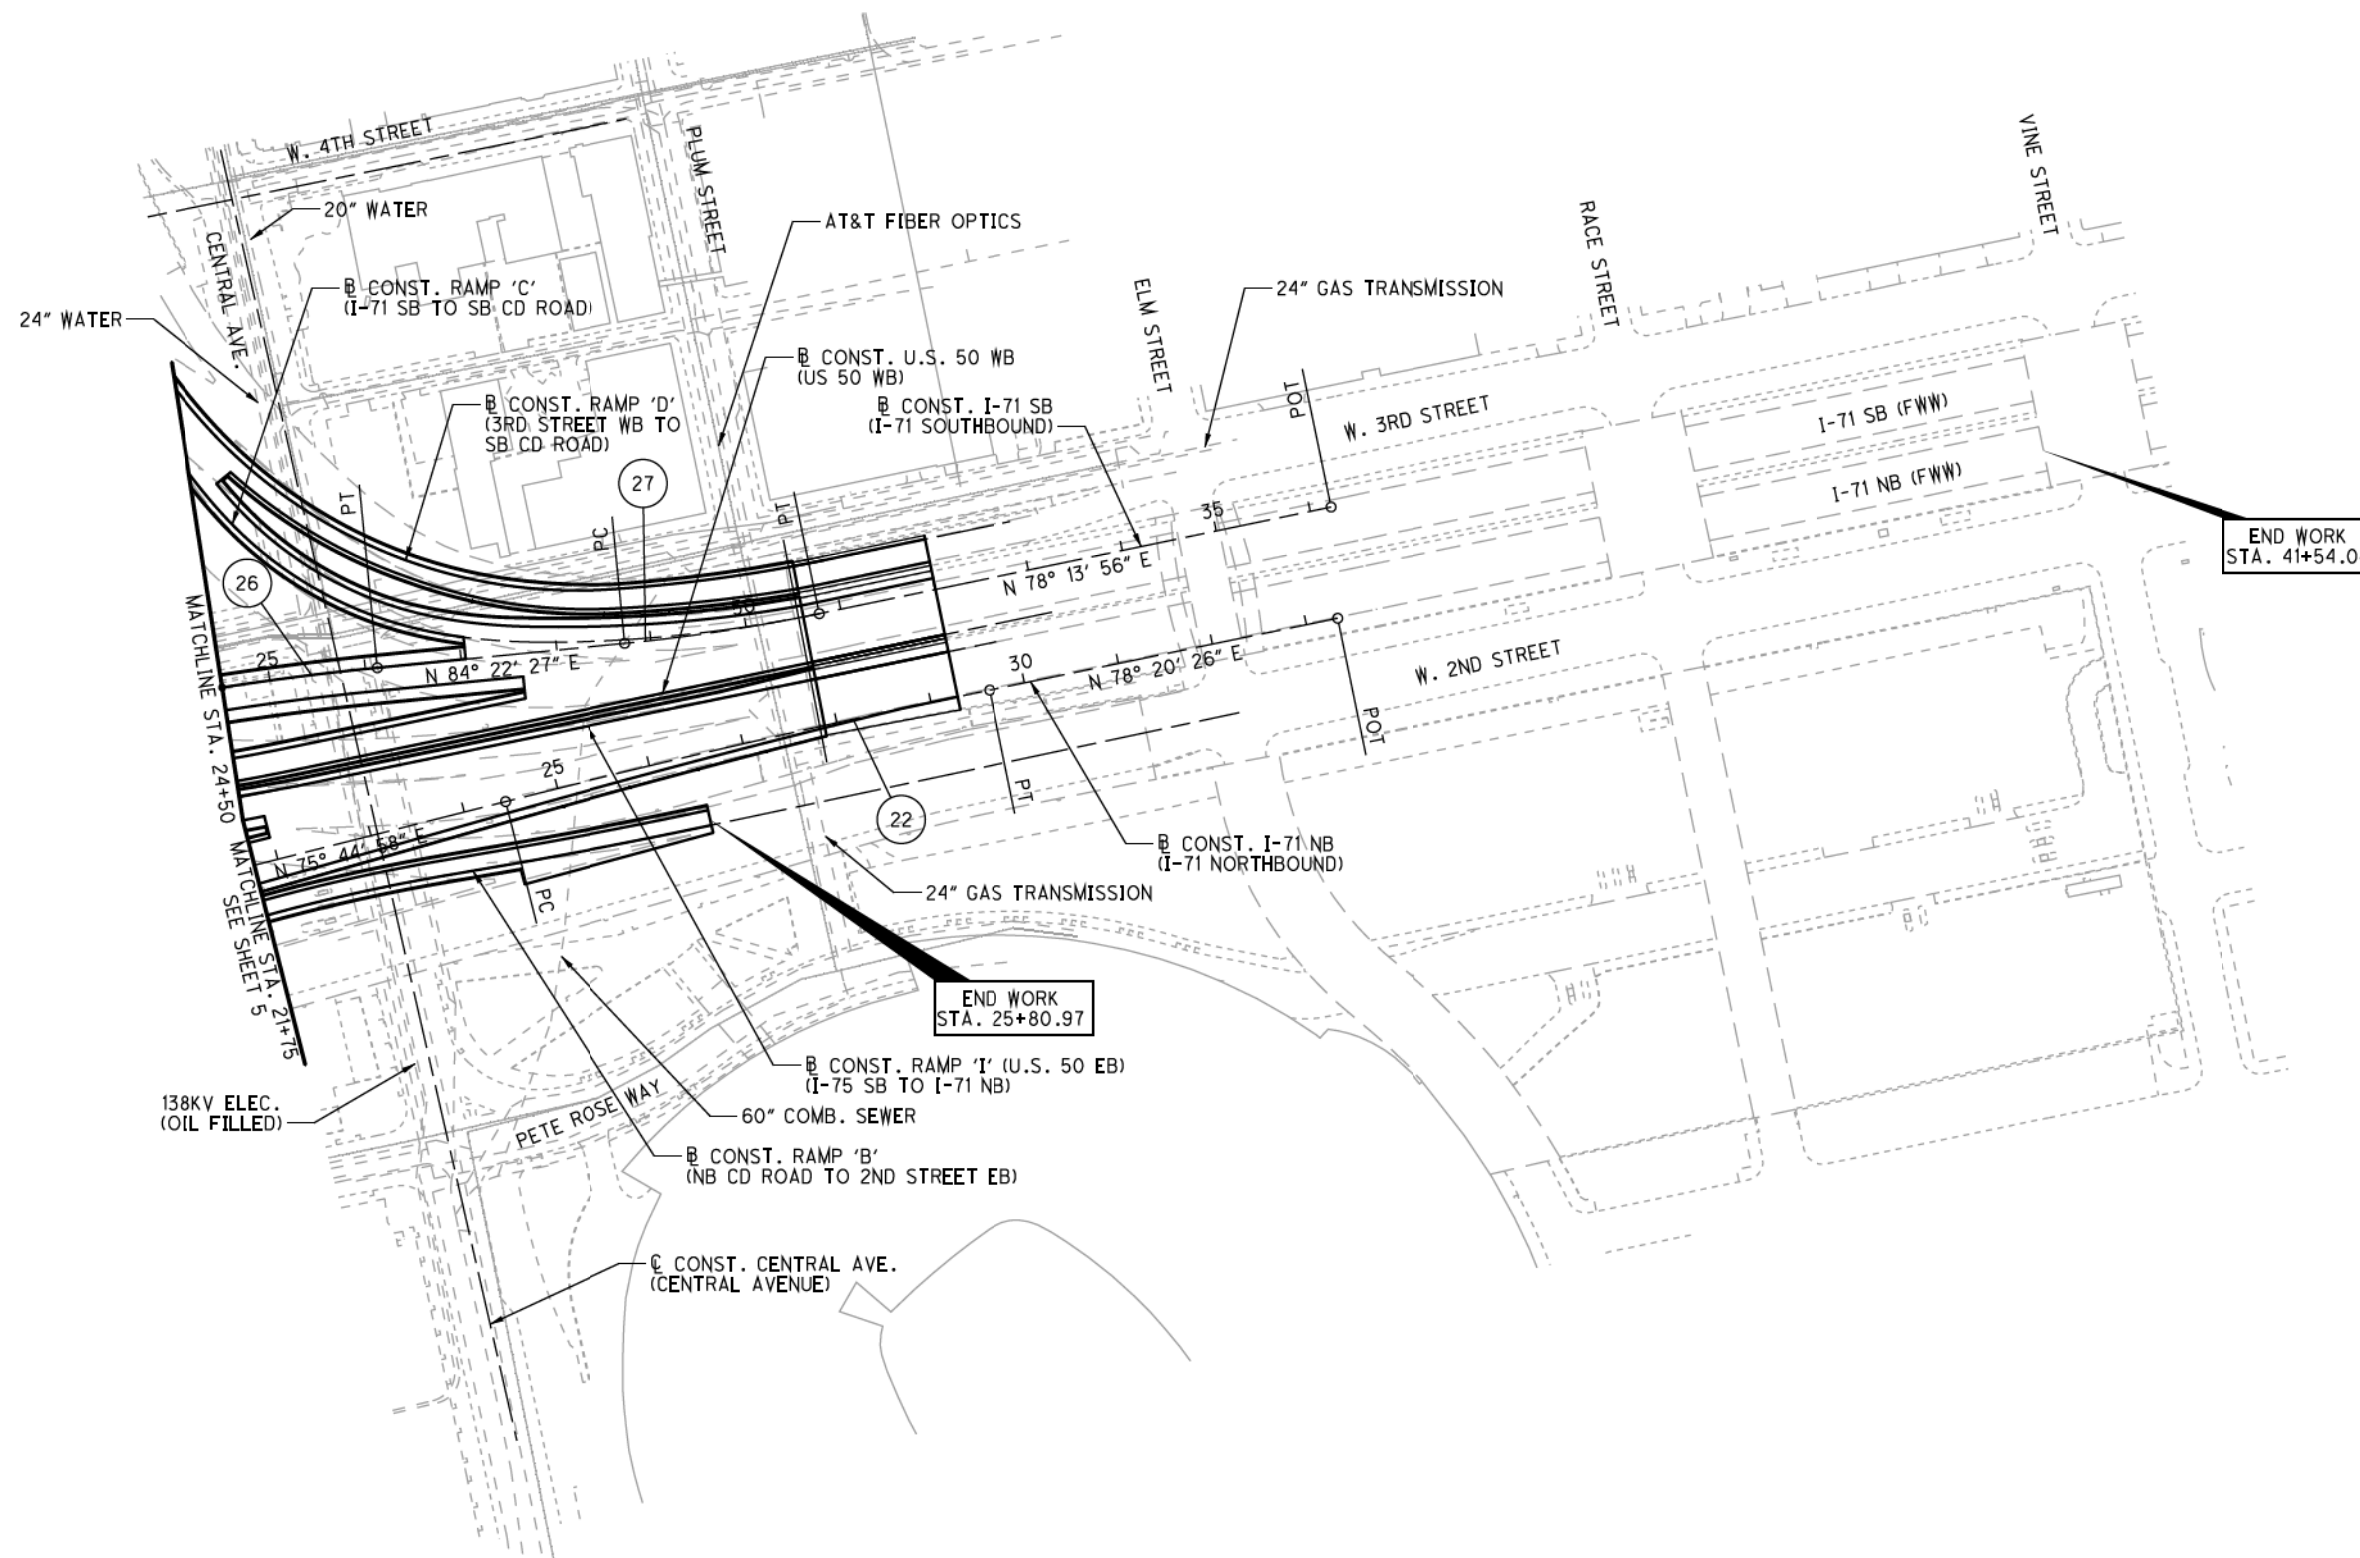 W. 4TH STREET
PLUM STREET
VINE STREET
20" WATER
AT&T FIBER OPTICS
RACE STREET
CENTRAL AVE.
℄ CONST. RAMP 'C'
(I-71 SB TO SB CD ROAD)
ELM STREET
24" GAS TRANSMISSION
24" WATER
BL CONST. U.S. 50 WB
(US 50 WB)
BL CONST. RAMP 'D'
(3RD STREET WB TO
SB CD ROAD)
BL CONST. I-71 SB
(I-71 SOUTHBOUND)
POT
W. 3RD STREET
I-71 SB (FWW)
I-71 NB (FWW)
PT
27
PC
PT
35
END WORK
STA. 41+54.0
26
N 78° 13' 56" E
50
MATCHLINE STA. 24+50
25
N 84° 22' 27" E
30
N 78° 20' 26" E
W. 2ND STREET
POT
25
PT
22
N 75° 44' 58" E
BL CONST. I-71 NB
(I-71 NORTHBOUND)
MATCHLINE STA. 21+75
SEE SHEET 5
PC
24" GAS TRANSMISSION
END WORK
STA. 25+80.97
BL CONST. RAMP 'I' (U.S. 50 EB)
(I-75 SB TO I-71 NB)
138KV ELEC.
(OIL FILLED)
PETE ROSE WAY
60" COMB. SEWER
BL CONST. RAMP 'B'
(NB CD ROAD TO 2ND STREET EB)
℄ CONST. CENTRAL AVE.
(CENTRAL AVENUE)